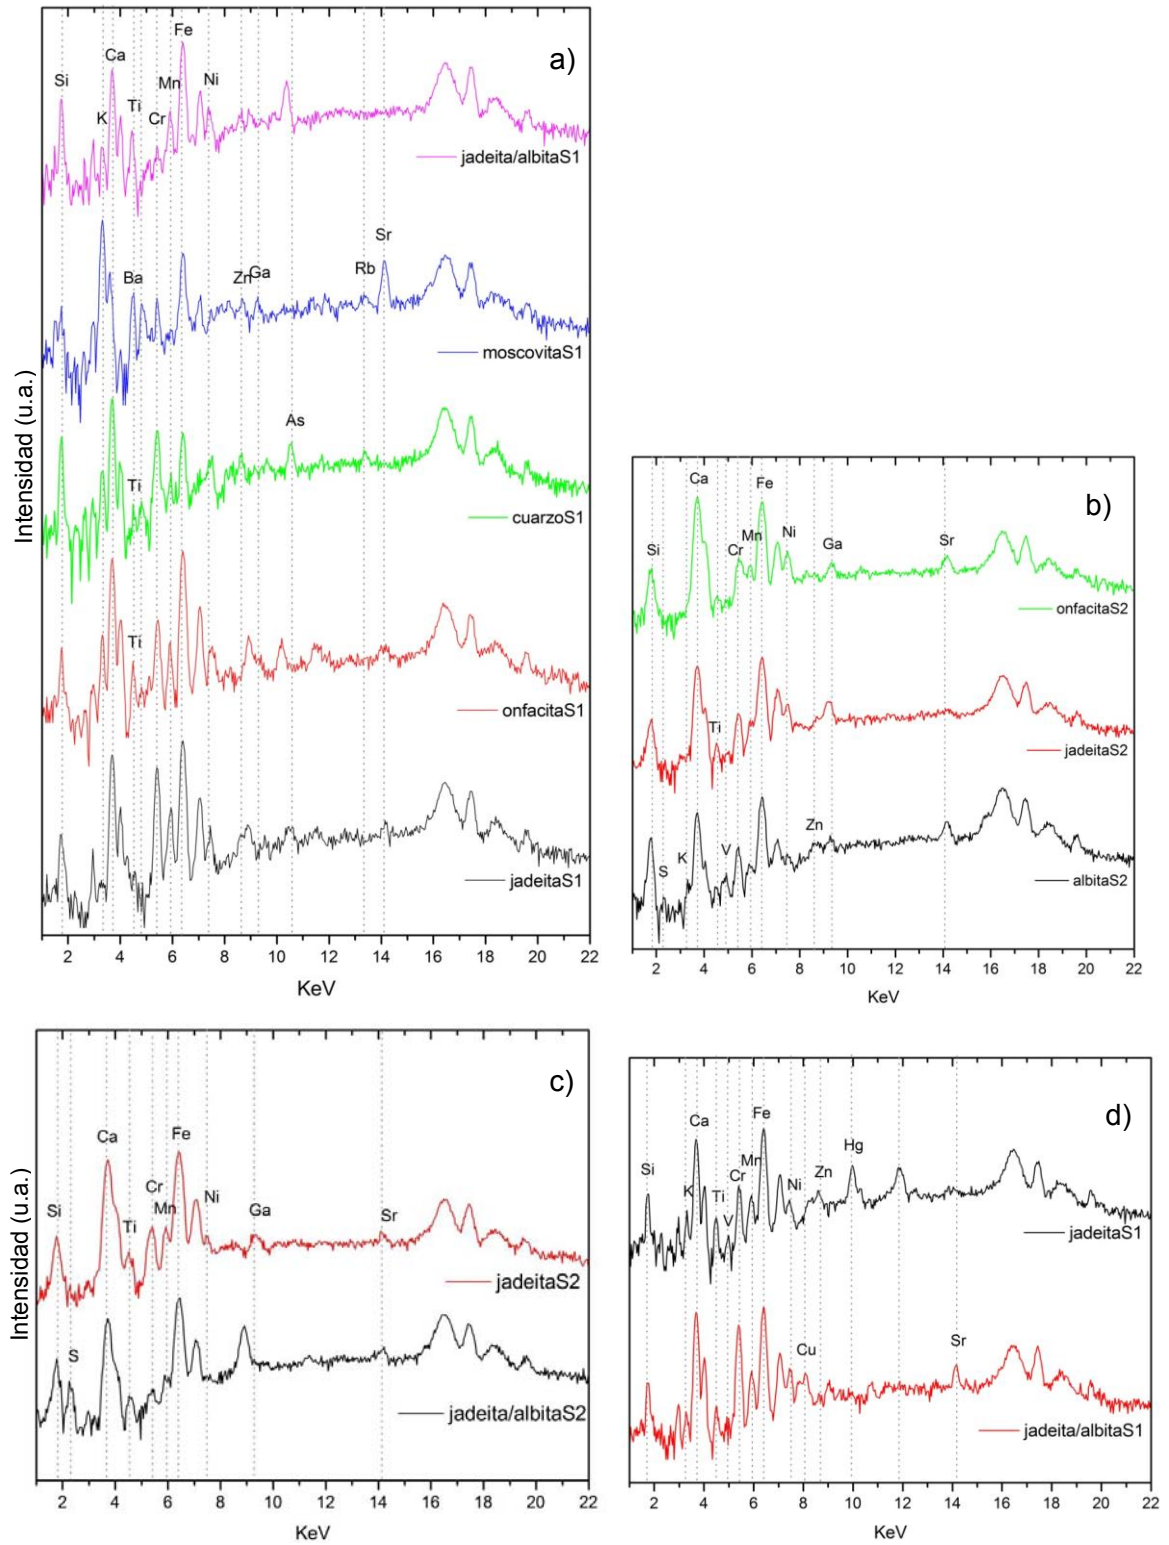 a)
Fe
Ca
Si
Mn
Ni
Ti
K
Cr
jadeita/albitaS1
Sr
Ba
Zn
Ga
Rb
moscovitaS1
As
Ti
cuarzoS1
Ti
onfacitaS1
jadeitaS1
Intensidad (u.a.)
2 4 6 8 10 12 14 16 18 20 22
KeV
b)
Ca
Fe
Si
Cr
Mn
Ni
Ga
Sr
onfacitaS2
Ti
jadeitaS2
Zn
S
K
V
albitaS2
2 4 6 8 10 12 14 16 18 20 22
KeV
c)
Ca
Fe
Si
Cr
Ti
Mn
Ni
Ga
Sr
jadeitaS2
S
jadeita/albitaS2
Intensidad (u.a.)
2 4 6 8 10 12 14 16 18 20 22
KeV
d)
Ca
Fe
Si
Mn
Hg
Cr
K
Ti
V
Ni
Zn
jadeitaS1
Cu
Sr
jadeita/albitaS1
2 4 6 8 10 12 14 16 18 20 22
KeV